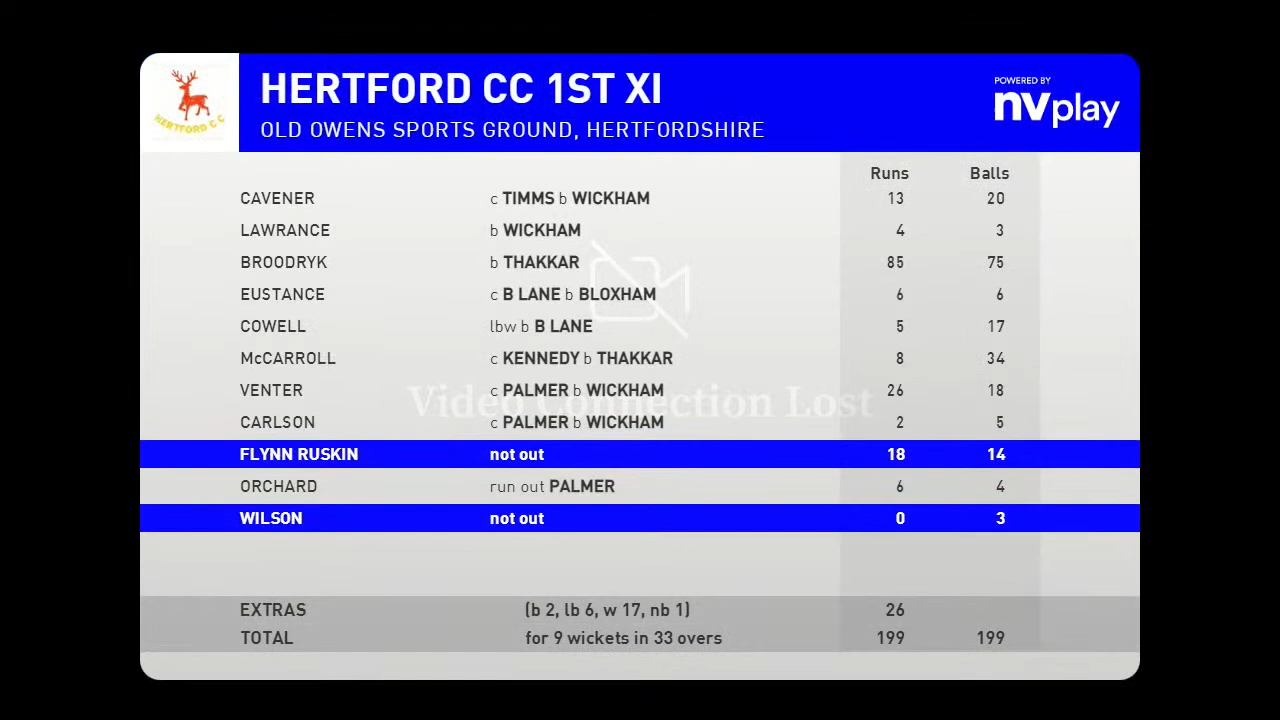 HERTFORD CC 1ST XI
OLD OWENS SPORTS GROUND, HERTFORDSHIRE
HERTFORD C C
POWERED BY
nvplay
Runs Balls
CAVENER c TIMMS b WICKHAM 13 20
LAWRANCE b WICKHAM 4 3
BROODRYK b THAKKAR 85 75
EUSTANCE c B LANE b BLOXHAM 6 6
COWELL lbw b B LANE 5 17
McCARROLL c KENNEDY b THAKKAR 8 34
VENTER c PALMER b WICKHAM 26 18
Video Connection Lost
CARLSON c PALMER b WICKHAM 2 5
FLYNN RUSKIN not out 18 14
ORCHARD run out PALMER 6 4
WILSON not out 0 3
EXTRAS (b 2, lb 6, w 17, nb 1) 26
TOTAL for 9 wickets in 33 overs 199 199